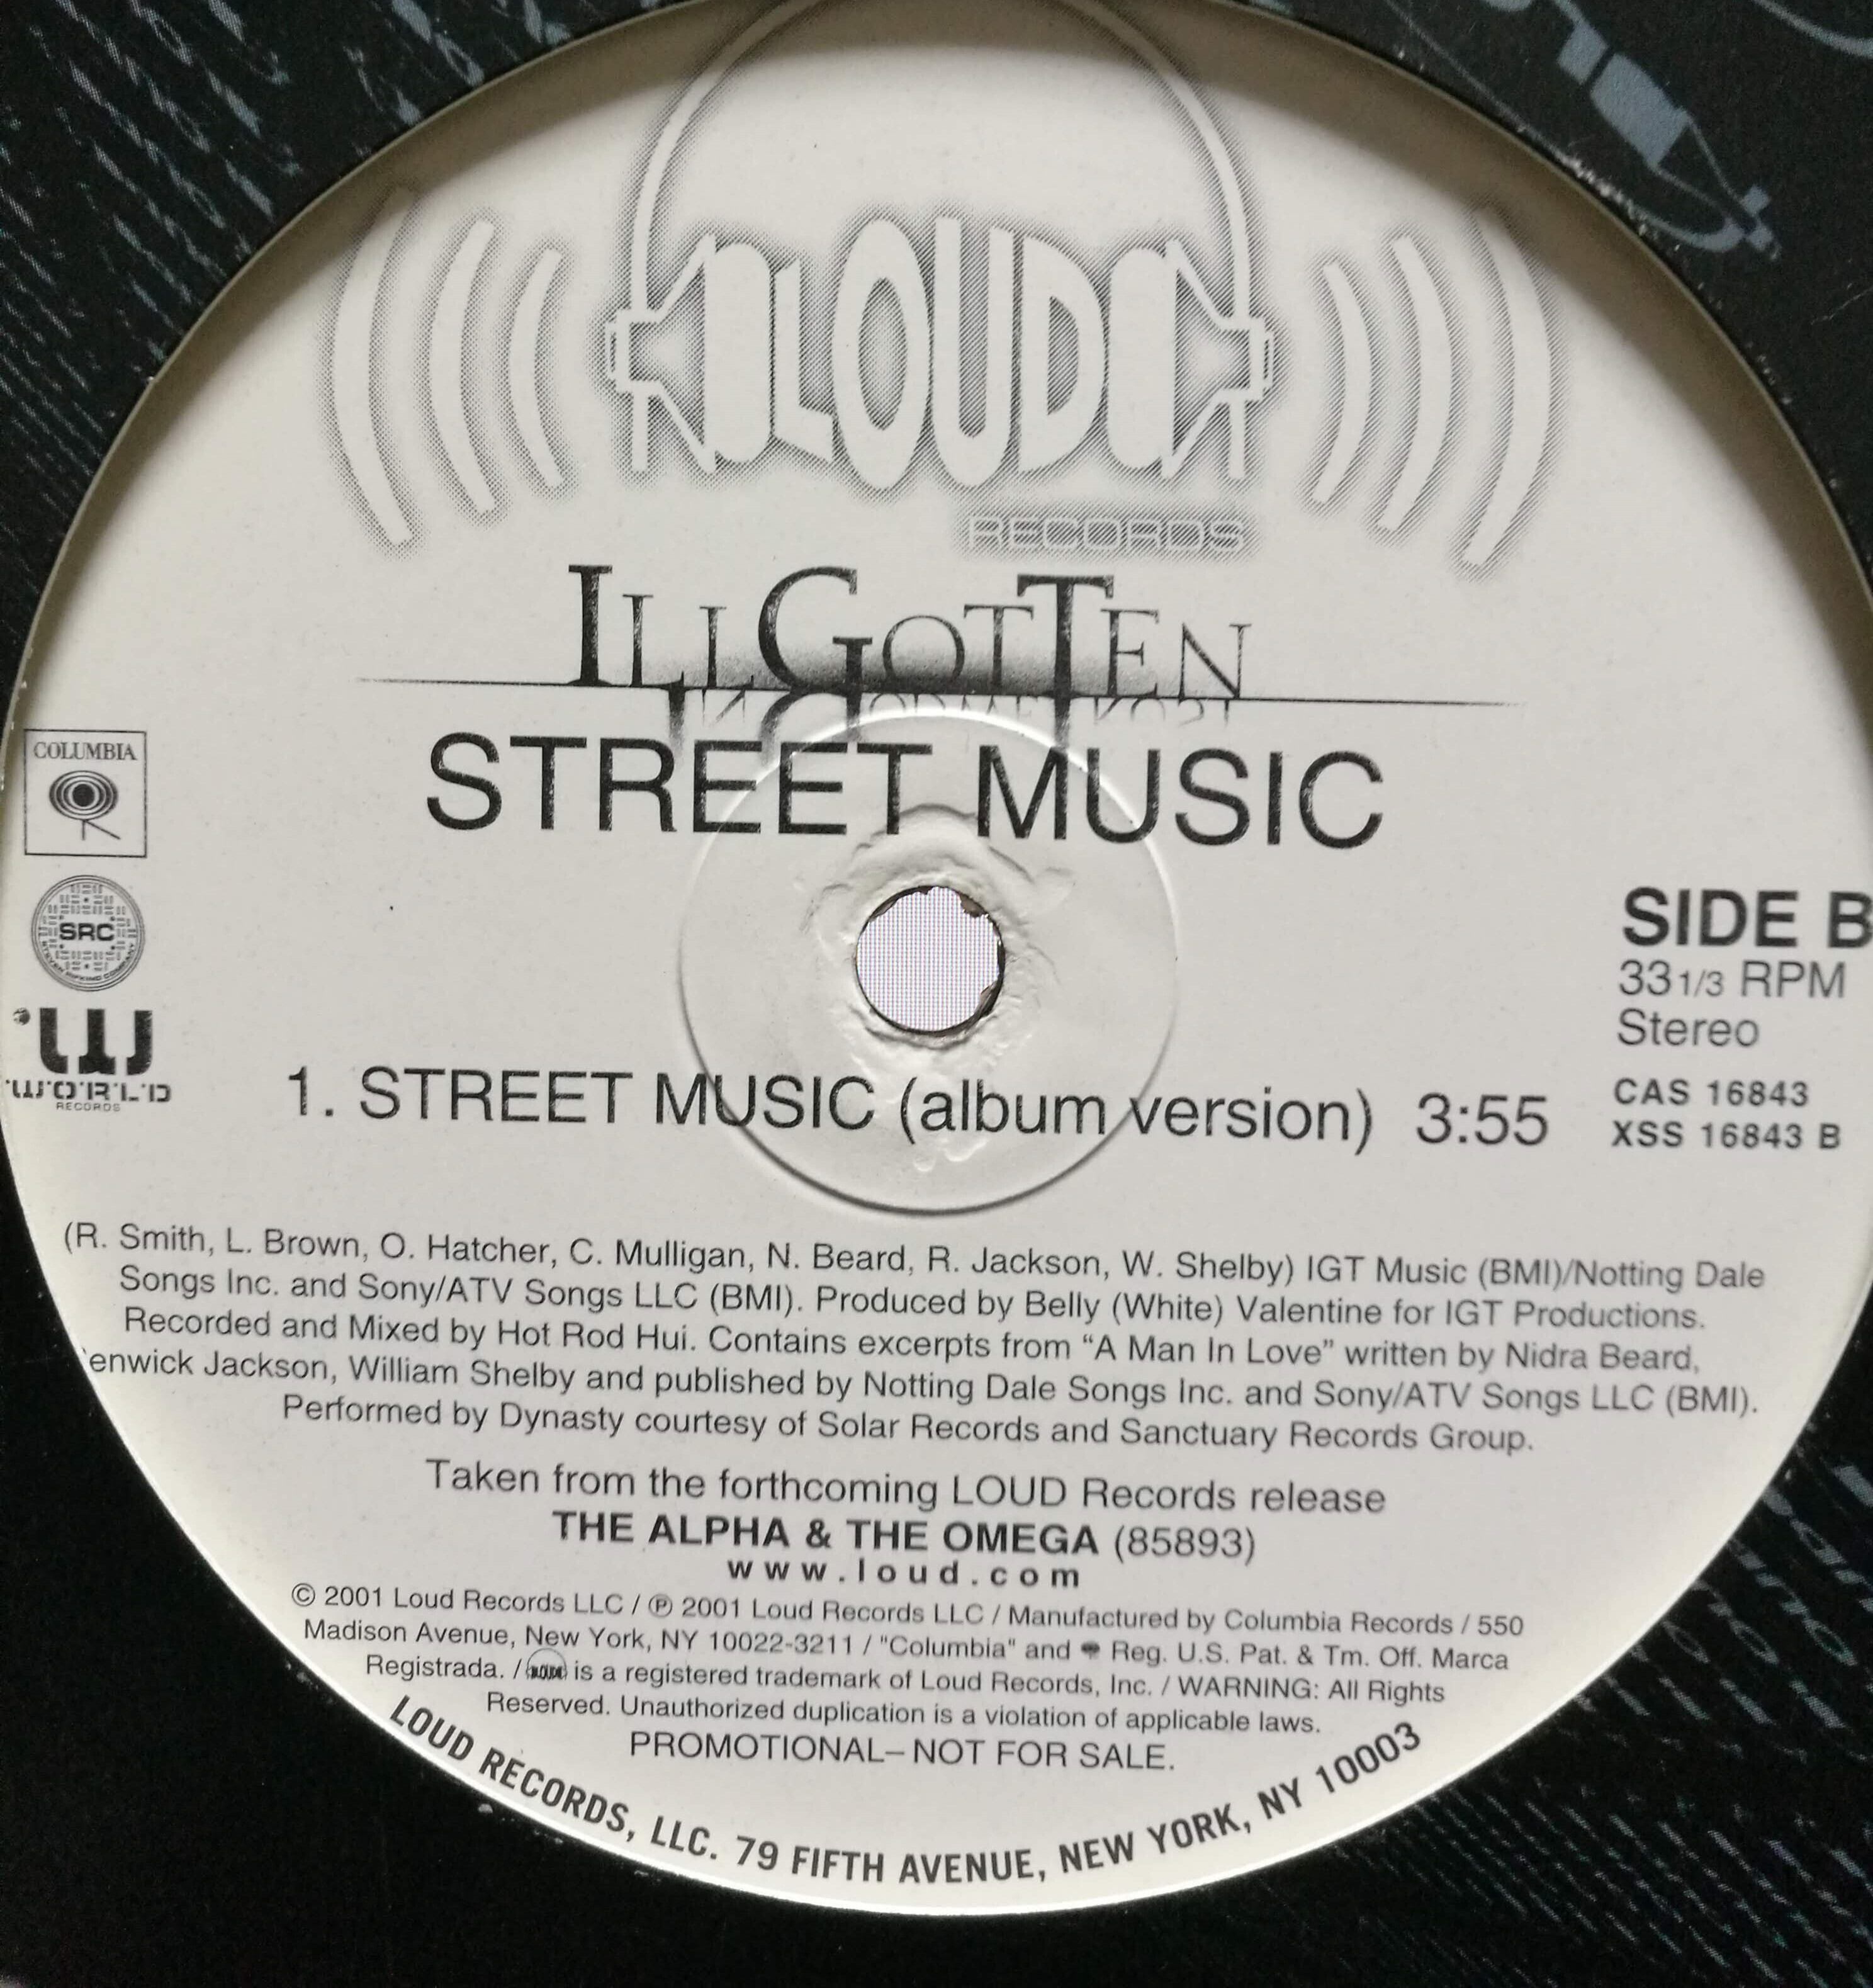 LOUD
RECORDS
ILLGOTTEN
STREET MUSIC
COLUMBIA
SRC
WORLD
RECORDS
SIDE B
33 1/3 RPM
Stereo
CAS 16843
XSS 16843 B
1. STREET MUSIC (album version) 3:55
(R. Smith, L. Brown, O. Hatcher, C. Mulligan, N. Beard, R. Jackson, W. Shelby) IGT Music (BMI)/Notting Dale
Songs Inc. and Sony/ATV Songs LLC (BMI). Produced by Belly (White) Valentine for IGT Productions.
Recorded and Mixed by Hot Rod Hui. Contains excerpts from “A Man In Love” written by Nidra Beard,
enwick Jackson, William Shelby and published by Notting Dale Songs Inc. and Sony/ATV Songs LLC (BMI).
Performed by Dynasty courtesy of Solar Records and Sanctuary Records Group.
Taken from the forthcoming LOUD Records release
THE ALPHA & THE OMEGA (85893)
www.loud.com
© 2001 Loud Records LLC / ℗ 2001 Loud Records LLC / Manufactured by Columbia Records / 550
Madison Avenue, New York, NY 10022-3211 / "Columbia" and Reg. U.S. Pat. & Tm. Off. Marca
Registrada. / LOUD is a registered trademark of Loud Records, Inc. / WARNING: All Rights
Reserved. Unauthorized duplication is a violation of applicable laws.
PROMOTIONAL– NOT FOR SALE.
LOUD RECORDS, LLC. 79 FIFTH AVENUE, NEW YORK, NY 10003